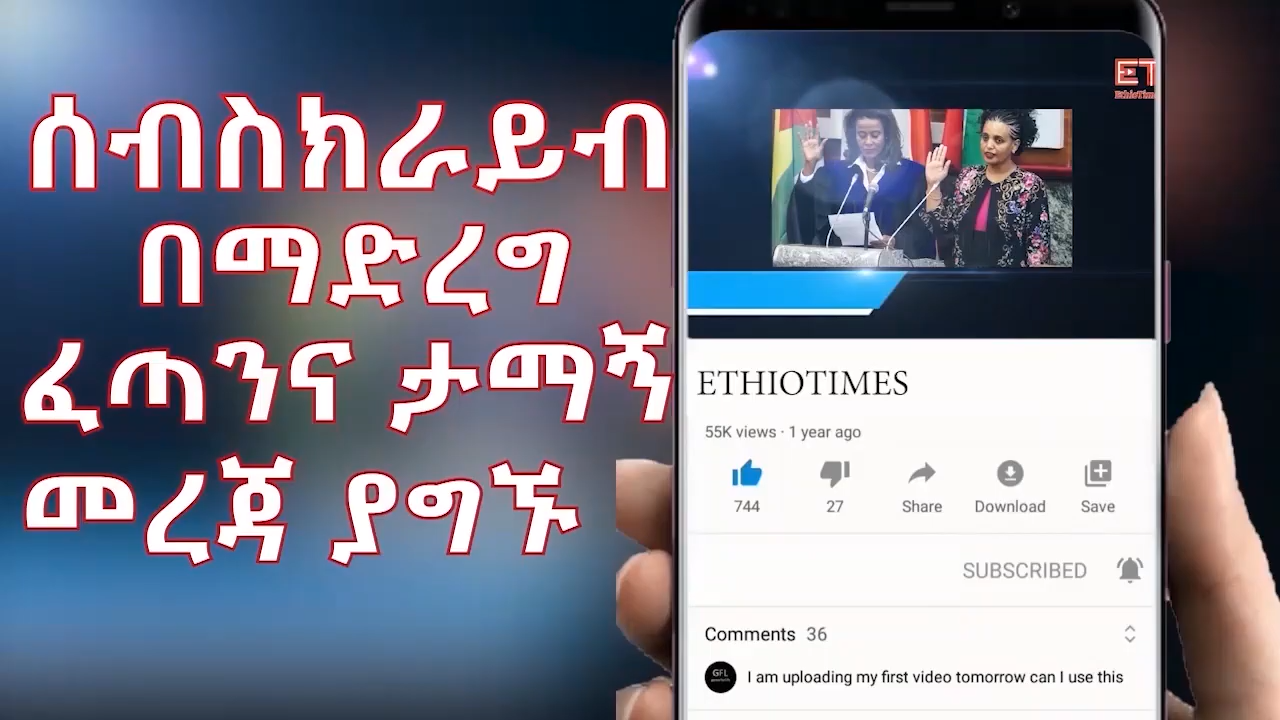 ሰብስክራይብ
በማድረግ
ፈጣንና ታማኝ
መረጃ ያግኙ
ET
ETHIOTIMES
55K views · 1 year ago
744
27
Share
Download
Save
SUBSCRIBED
Comments 36
GFL
I am uploading my first video tomorrow can I use this